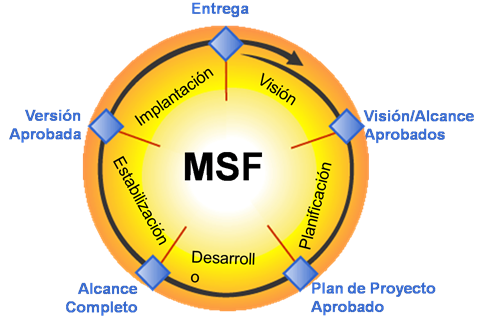 Entrega
Visión
Visión/Alcance
Aprobados
Planificación
Plan de Proyecto
Aprobado
Desarroll
o
Alcance
Completo
Estabilización
Versión
Aprobada
Implantación
MSF